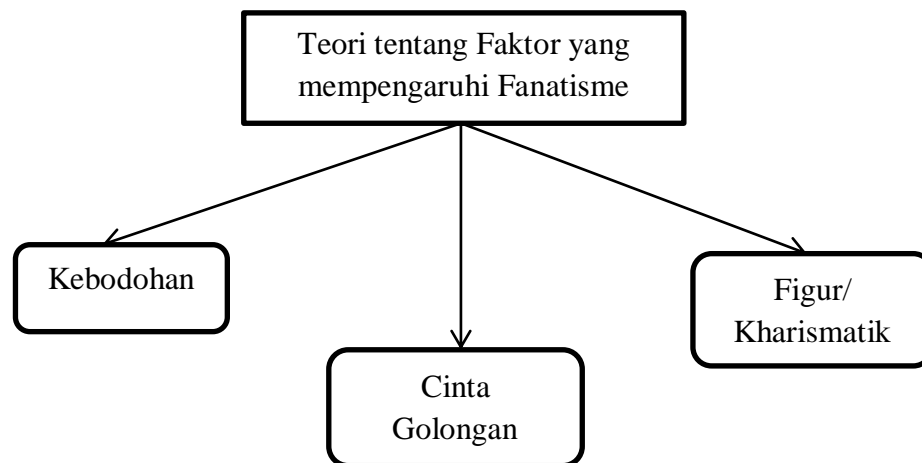 Teori tentang Faktor yang
mempengaruhi Fanatisme
Kebodohan
Cinta
Golongan
Figur/
Kharismatik